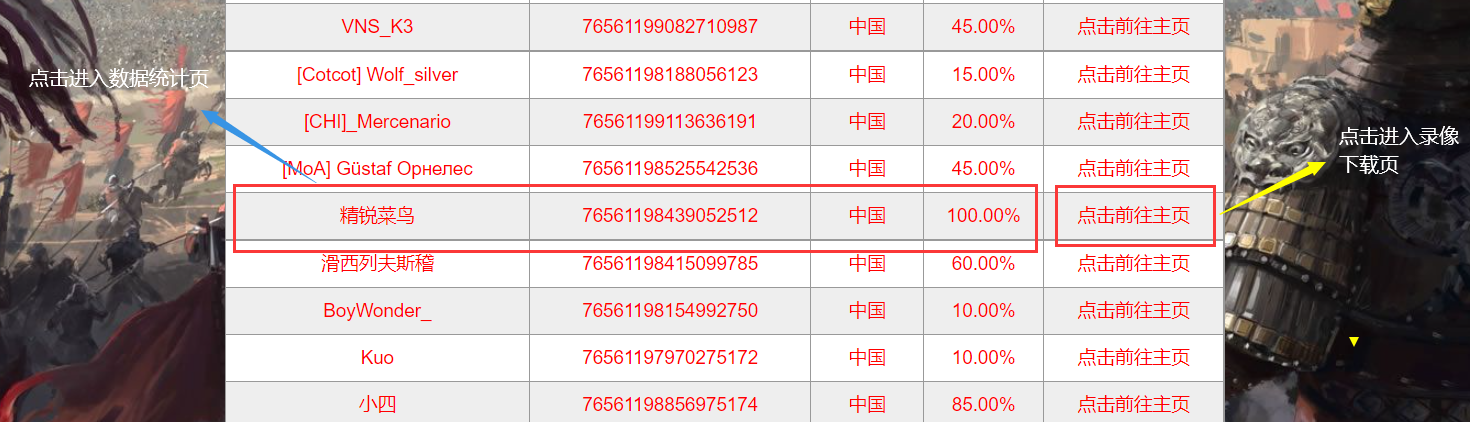 VNS_K3 76561199082710987 中国 45.00% 点击前往主页
点击进入数据统计页
[Cotcot] Wolf_silver 76561198188056123 中国 15.00% 点击前往主页
[CHI]_Mercenario 76561199113636191 中国 20.00% 点击前往主页
点击进入录像
下载页
[MoA] Güstaf Орнелес 76561198525542536 中国 45.00% 点击前往主页
精锐菜鸟 76561198439052512 中国 100.00% 点击前往主页
滑西列夫斯稽 76561198415099785 中国 60.00% 点击前往主页
BoyWonder_ 76561198154992750 中国 10.00% 点击前往主页
Kuo 76561197970275172 中国 10.00% 点击前往主页
小四 76561198856975174 中国 85.00% 点击前往主页